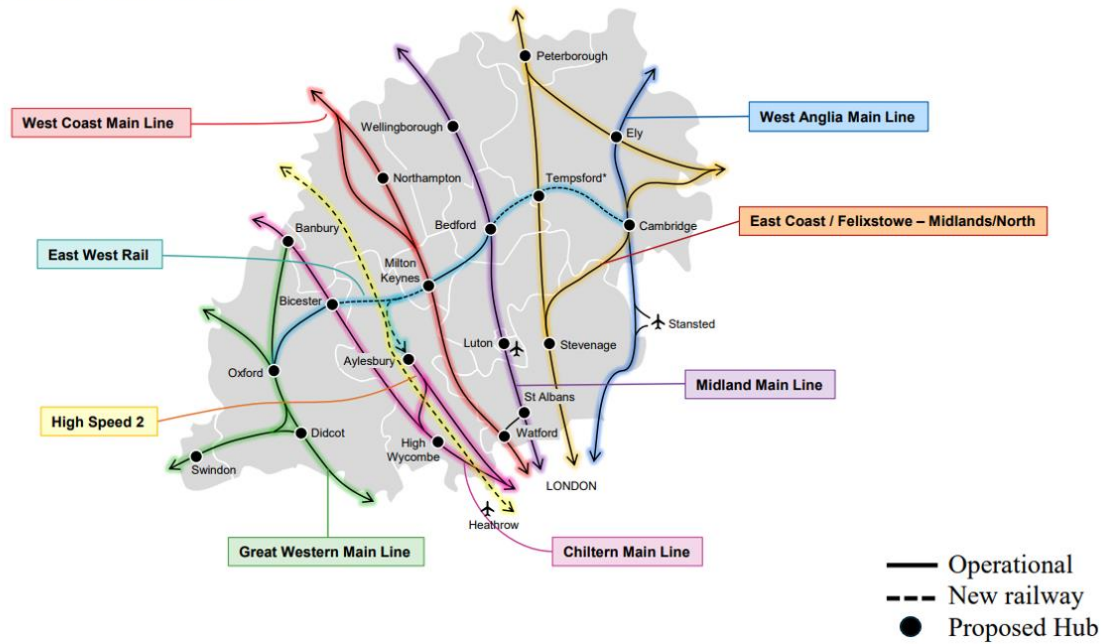 Peterborough
West Coast Main Line
West Anglia Main Line
Wellingborough
Ely
Northampton
Tempsford*
Banbury
Bedford
Cambridge
East Coast / Felixstowe – Midlands/North
East West Rail
Milton
Keynes
Bicester
Stansted
Luton
Stevenage
Aylesbury
Oxford
Midland Main Line
St Albans
High Speed 2
Didcot
High
Wycombe
Watford
Swindon
LONDON
Heathrow
Great Western Main Line
Chiltern Main Line
Operational
New railway
Proposed Hub